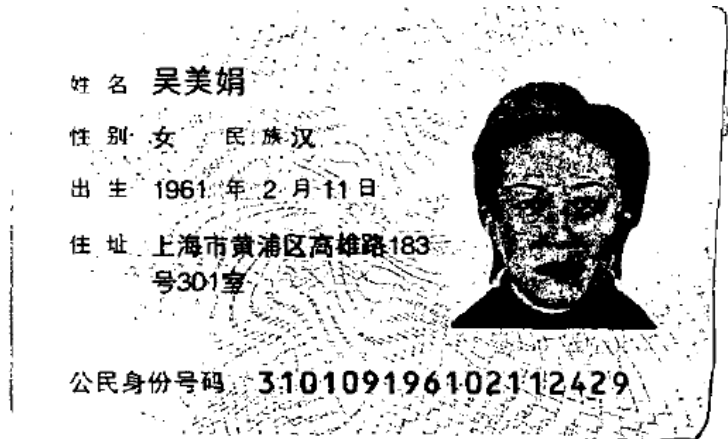 姓名 吴美娟
性别 女 民族 汉
出生 1961 年 2 月 11 日
住址 上海市黄浦区高雄路183
号301室
公民身份号码 310109196102112429